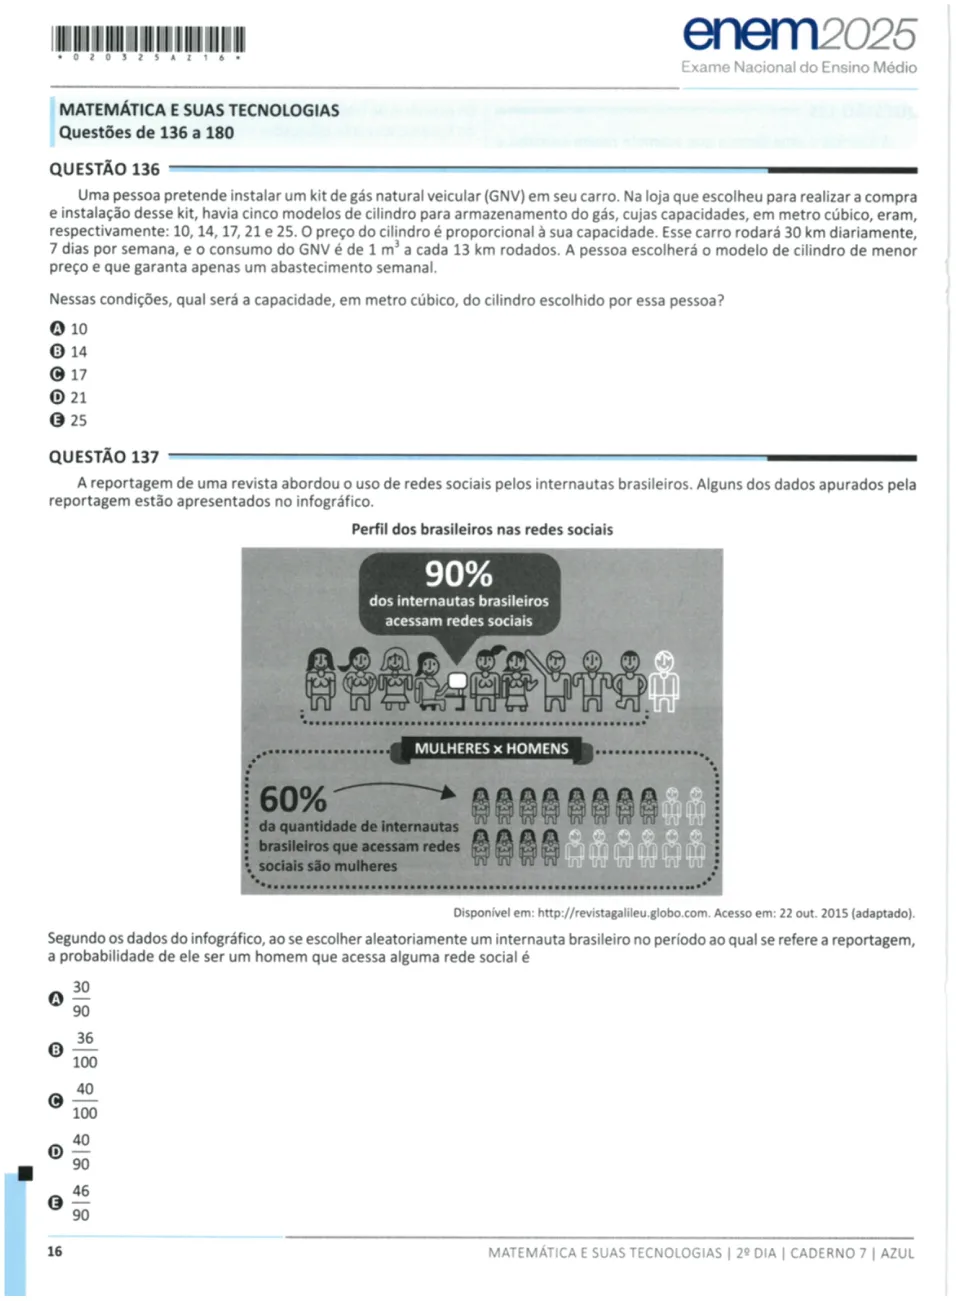 *020325AZ16*
enem2025
Exame Nacional do Ensino Médio
MATEMÁTICA E SUAS TECNOLOGIAS
Questões de 136 a 180
QUESTÃO 136
Uma pessoa pretende instalar um kit de gás natural veicular (GNV) em seu carro. Na loja que escolheu para realizar a compra
e instalação desse kit, havia cinco modelos de cilindro para armazenamento do gás, cujas capacidades, em metro cúbico, eram,
respectivamente: 10, 14, 17, 21 e 25. O preço do cilindro é proporcional à sua capacidade. Esse carro rodará 30 km diariamente,
7 dias por semana, e o consumo do GNV é de 1 m³ a cada 13 km rodados. A pessoa escolherá o modelo de cilindro de menor
preço e que garanta apenas um abastecimento semanal.
Nessas condições, qual será a capacidade, em metro cúbico, do cilindro escolhido por essa pessoa?
A 10
B 14
C 17
D 21
E 25
QUESTÃO 137
A reportagem de uma revista abordou o uso de redes sociais pelos internautas brasileiros. Alguns dos dados apurados pela
reportagem estão apresentados no infográfico.
Perfil dos brasileiros nas redes sociais
90%
dos internautas brasileiros
acessam redes sociais
MULHERES x HOMENS
60%
da quantidade de internautas
brasileiros que acessam redes
sociais são mulheres
Disponível em: http://revistagalileu.globo.com. Acesso em: 22 out. 2015 (adaptado).
Segundo os dados do infográfico, ao se escolher aleatoriamente um internauta brasileiro no período ao qual se refere a reportagem,
a probabilidade de ele ser um homem que acessa alguma rede social é
A 30
90
B 36
100
C 40
100
D 40
90
E 46
90
16
MATEMÁTICA E SUAS TECNOLOGIAS | 2º DIA | CADERNO 7 | AZUL